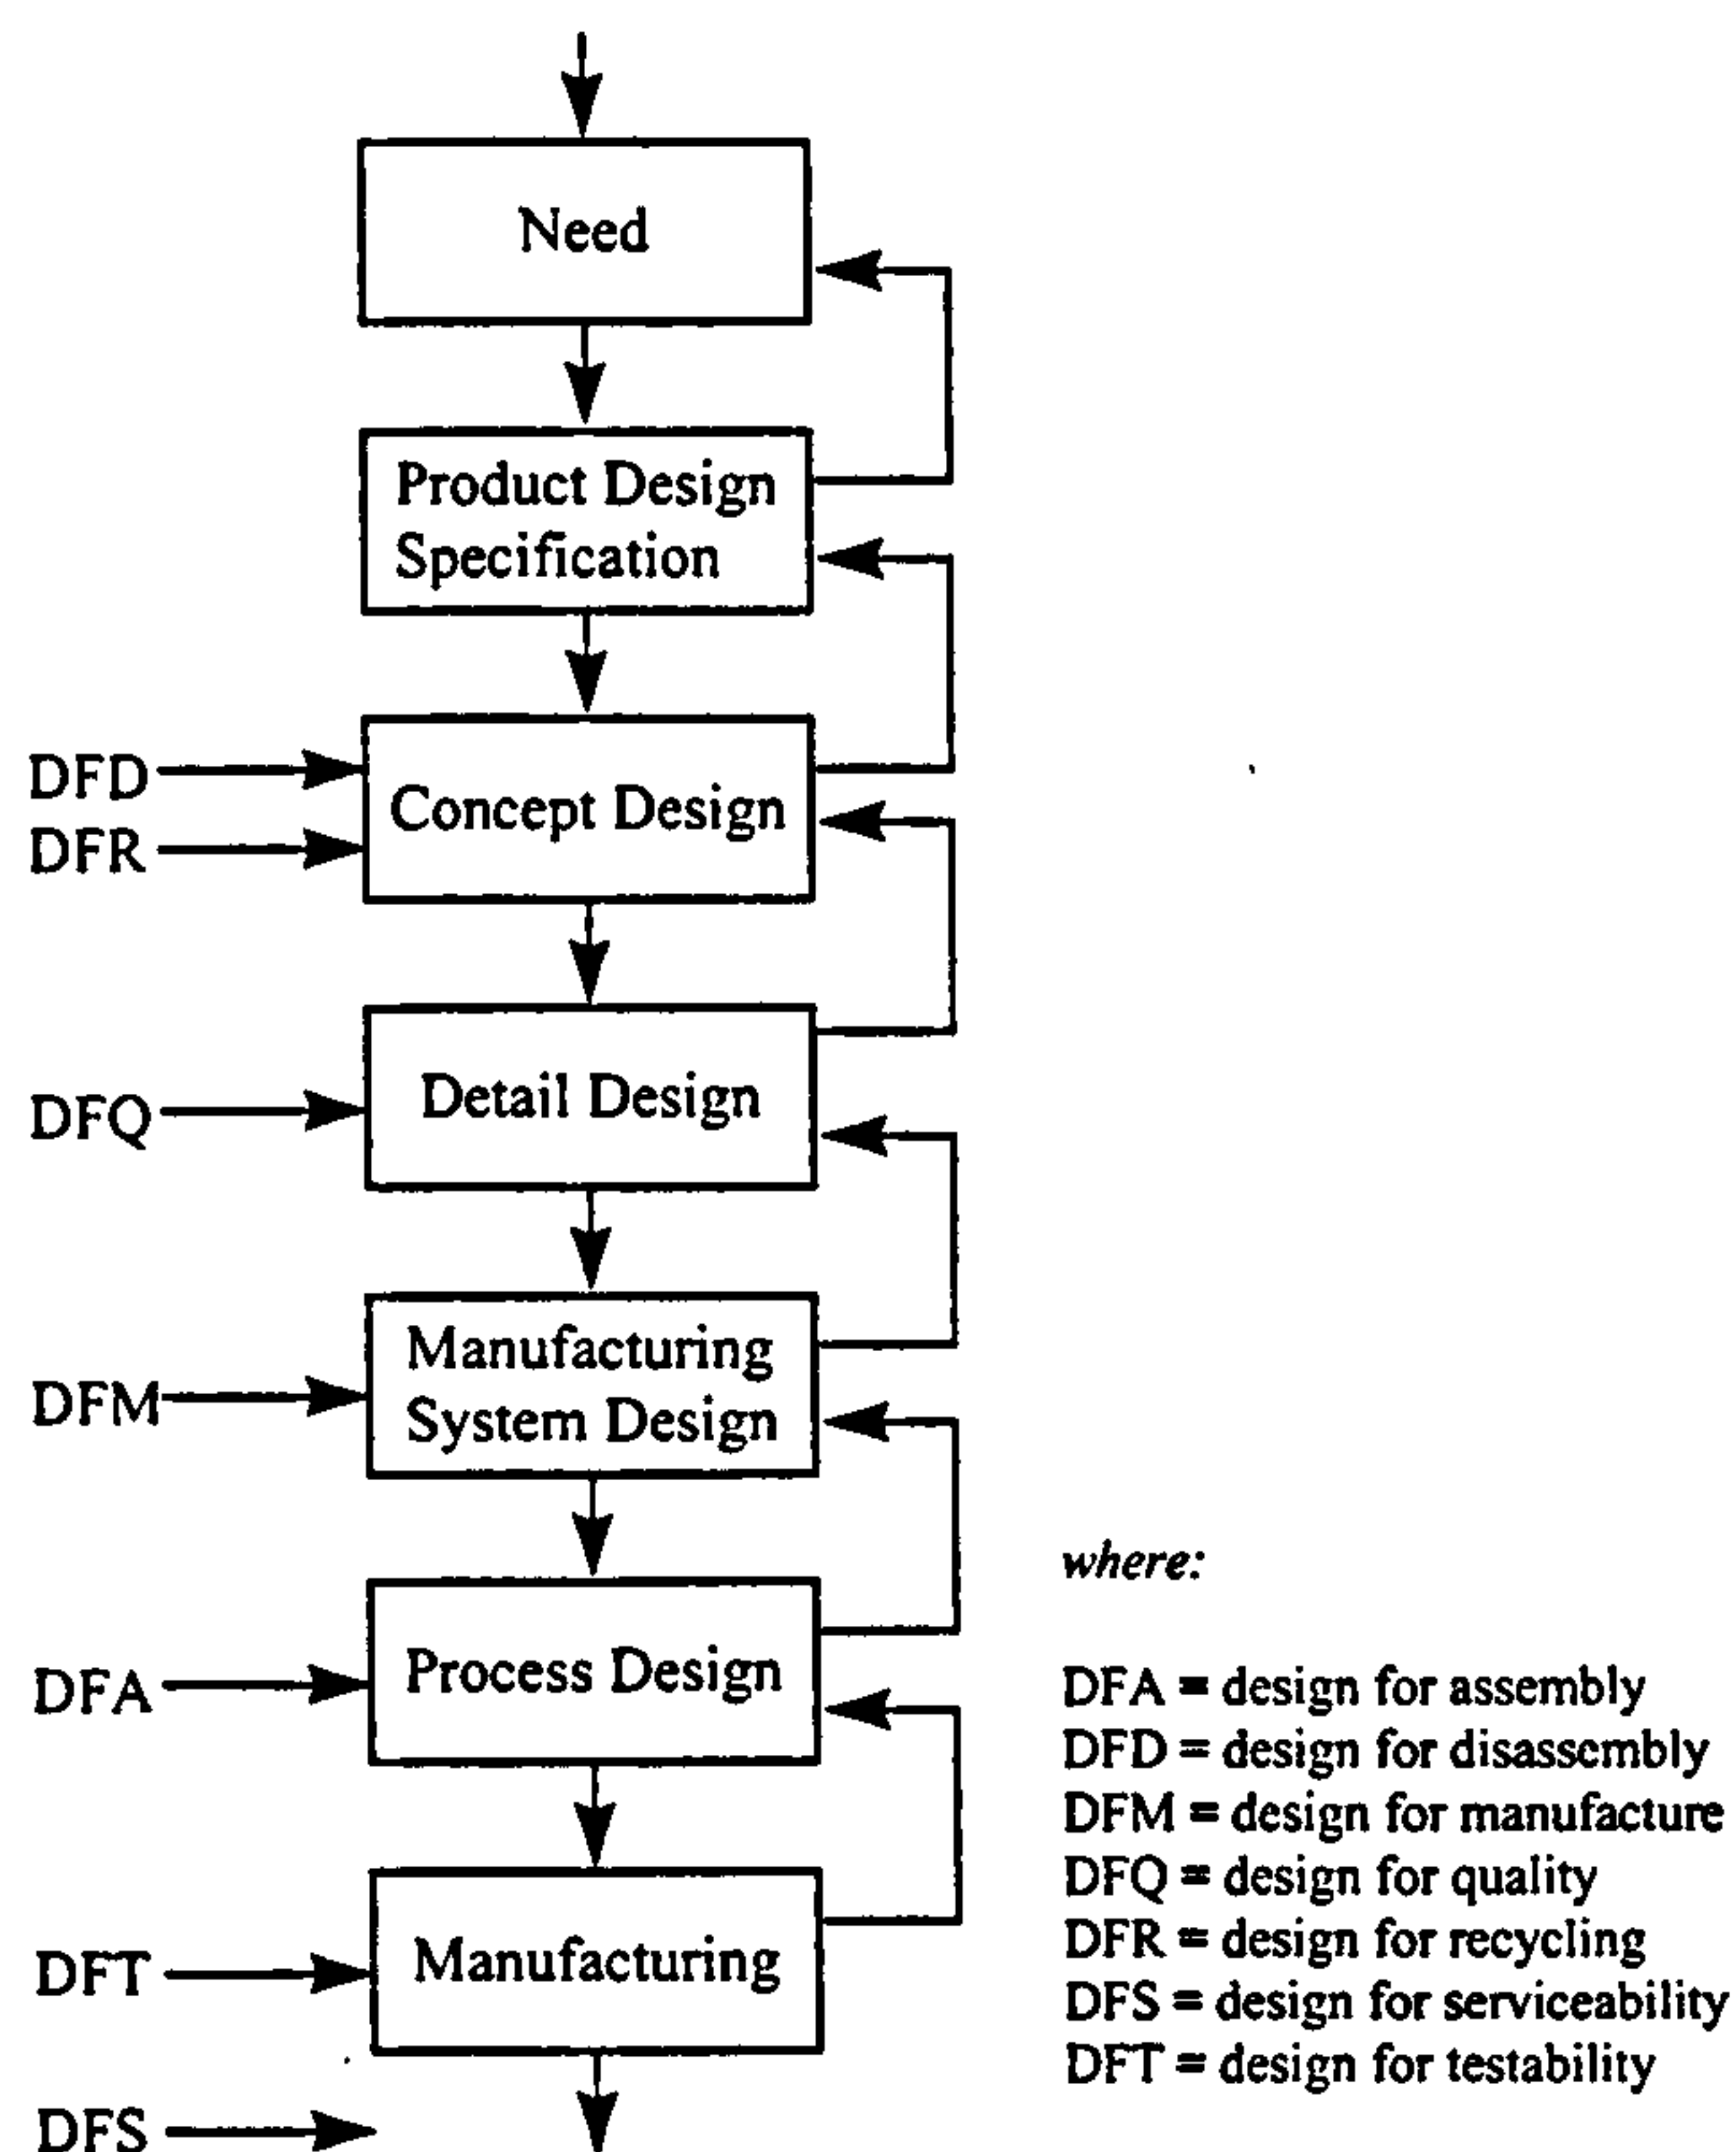 Need
Product Design
Specification
DFD
DFR
Concept Design
DFQ
Detail Design
DFM
Manufacturing
System Design
DFA
Process Design
DFT
Manufacturing
DFS
where:
DFA = design for assembly
DFD = design for disassembly
DFM = design for manufacture
DFQ = design for quality
DFR = design for recycling
DFS = design for serviceability
DFT = design for testability